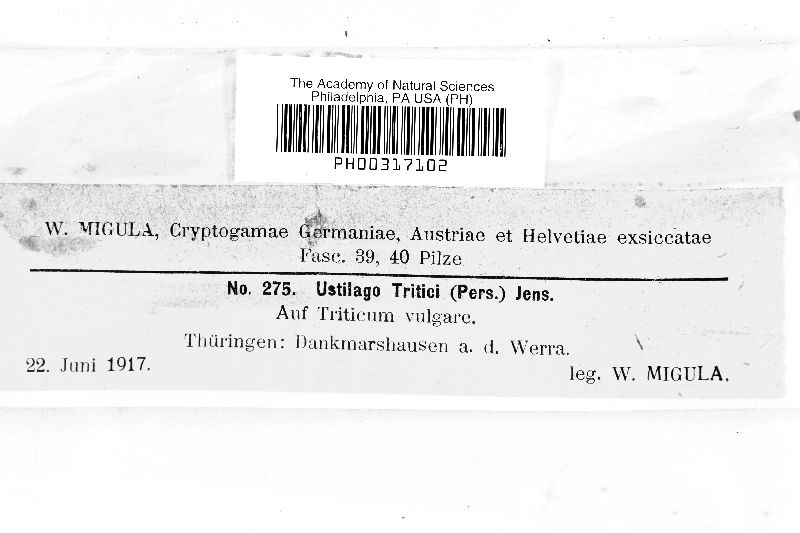 The Academy of Natural Sciences
Philadelphia, PA USA (PH)
PH00317102
W. MIGULA, Cryptogamae Germaniae, Austriae et Helvetiae exsiccatae
Fasc. 39, 40 Pilze
No. 275. Ustilago Tritici (Pers.) Jens.
Auf Triticum vulgare.
Thüringen: Dankmarshausen a. d. Werra.
22. Juni 1917.
leg. W. MIGULA.